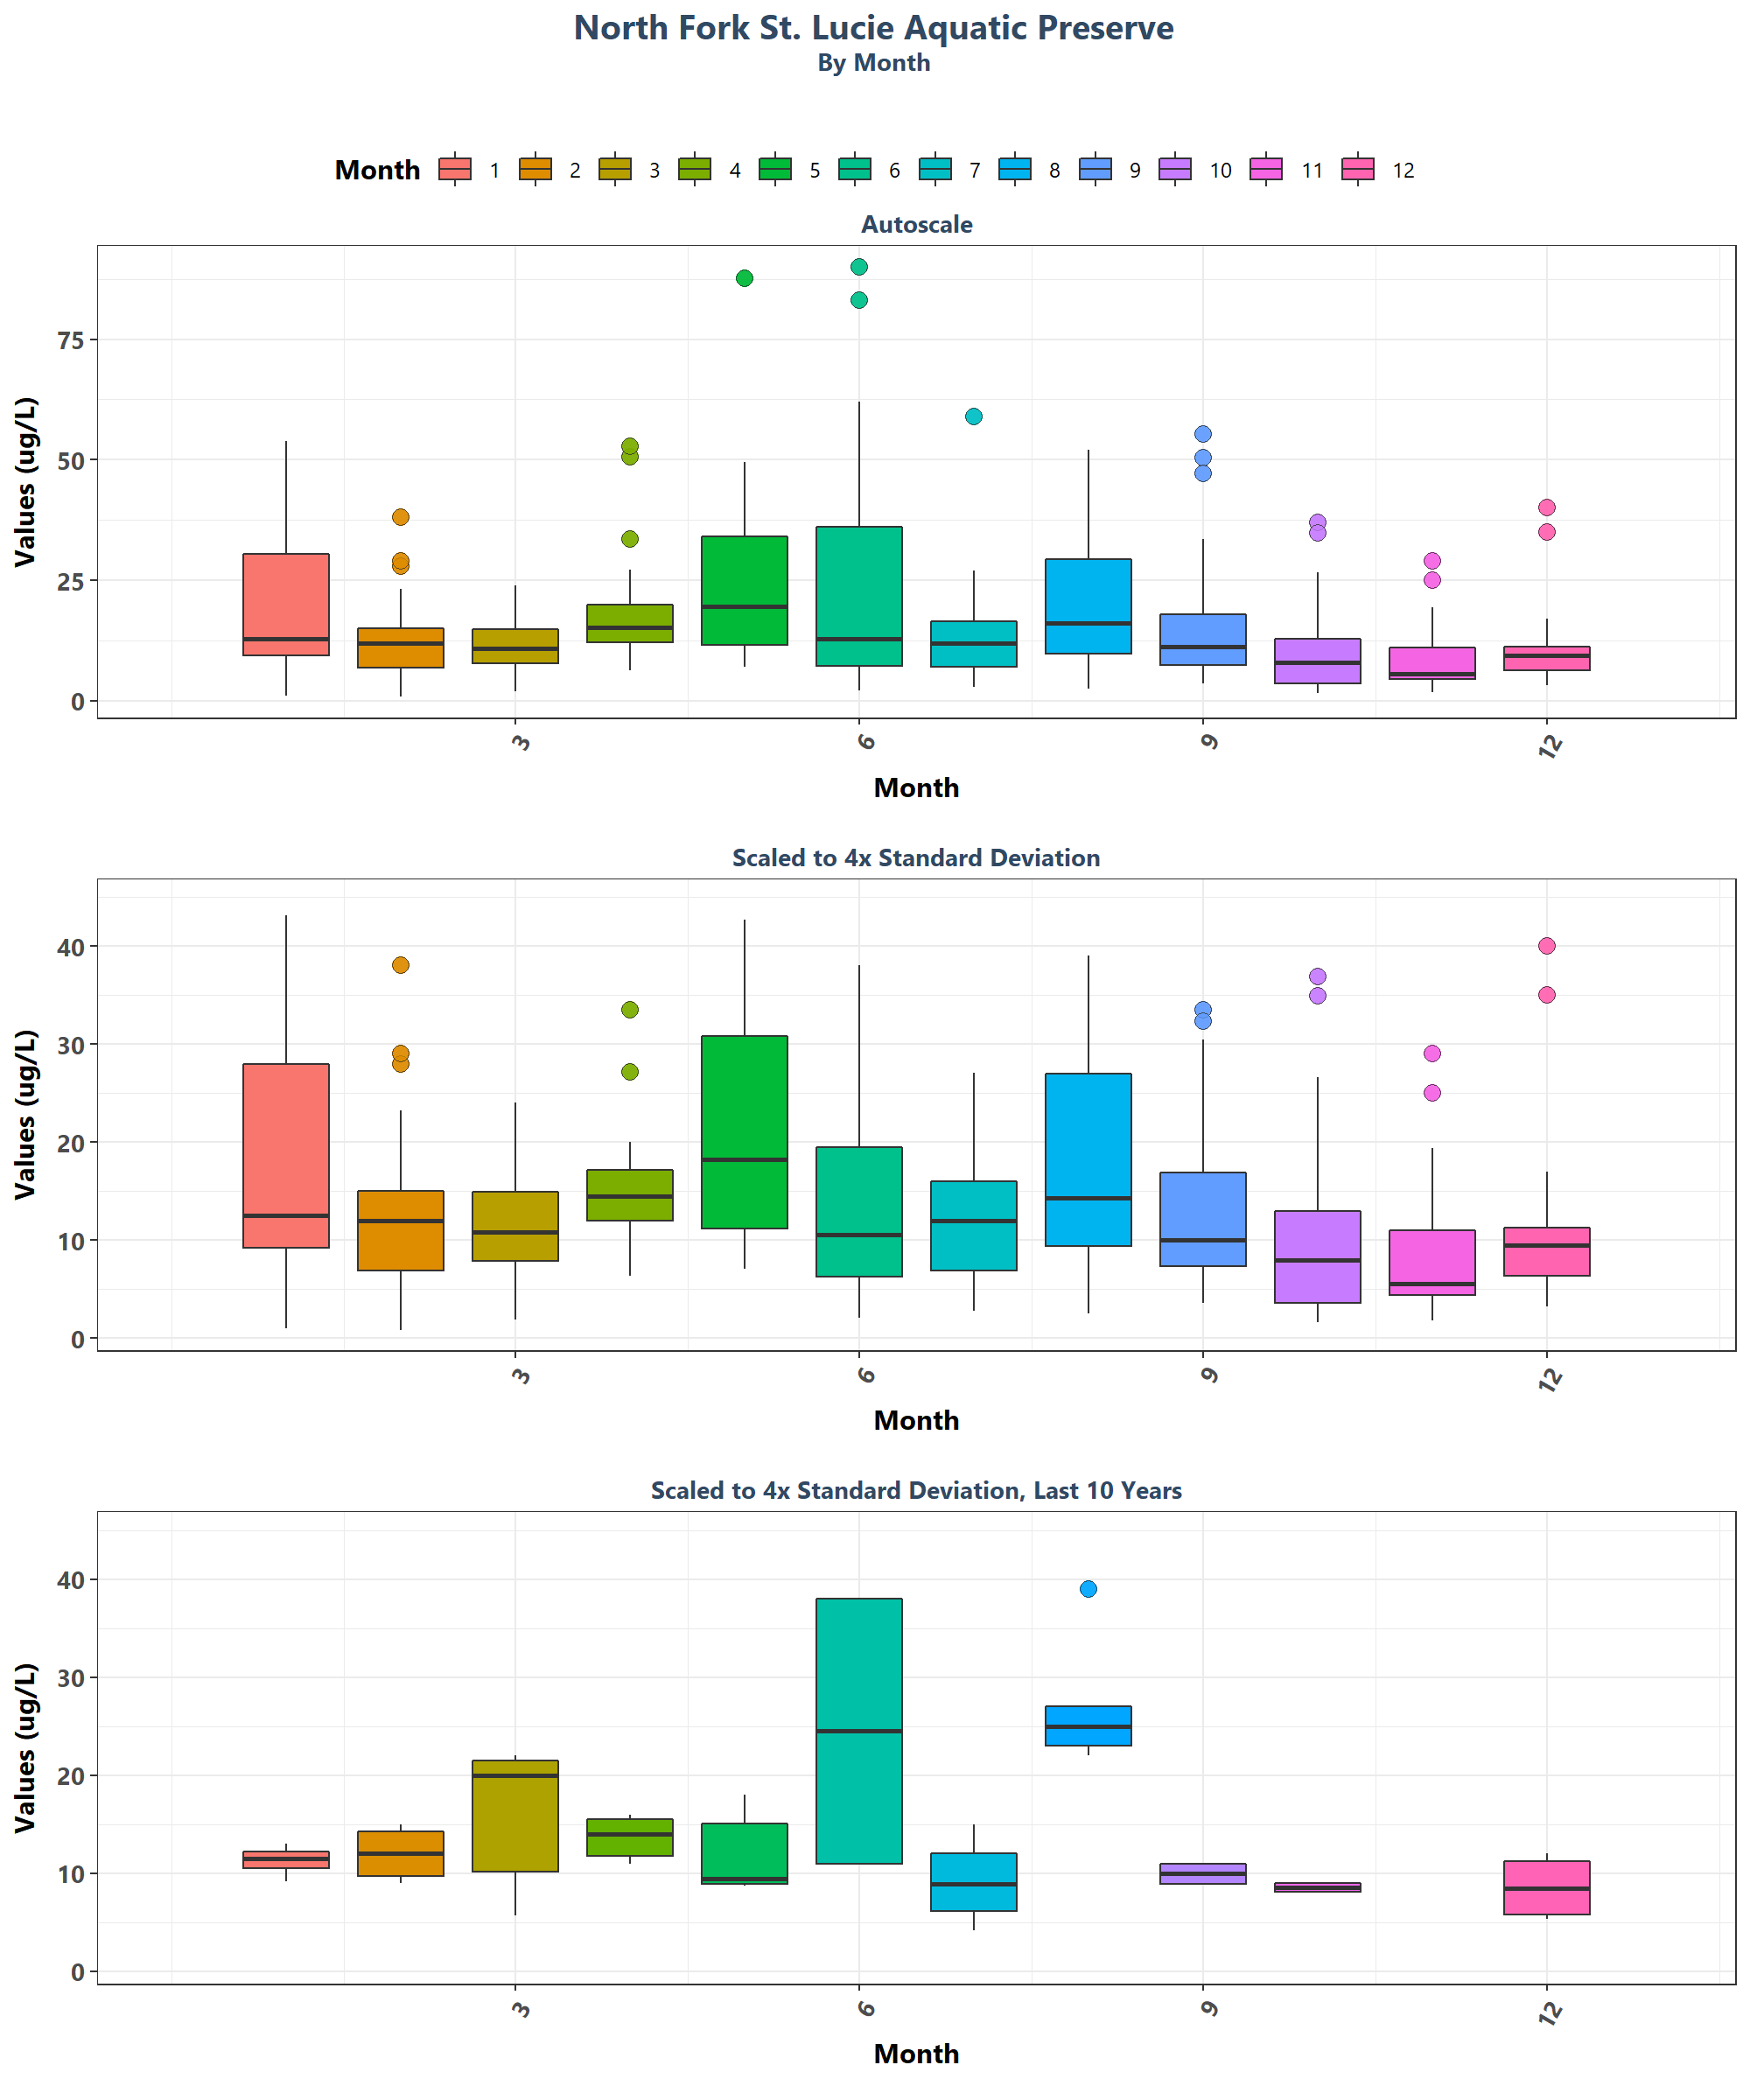 North Fork St. Lucie Aquatic Preserve
By Month
Month 1 2 3 4 5 6 7 8 9 10 11 12
Autoscale
Values (ug/L)
75
50
25
0
3 6 9 12
Month
Scaled to 4x Standard Deviation
Values (ug/L)
40
30
20
10
0
3 6 9 12
Month
Scaled to 4x Standard Deviation, Last 10 Years
Values (ug/L)
40
30
20
10
0
3 6 9 12
Month